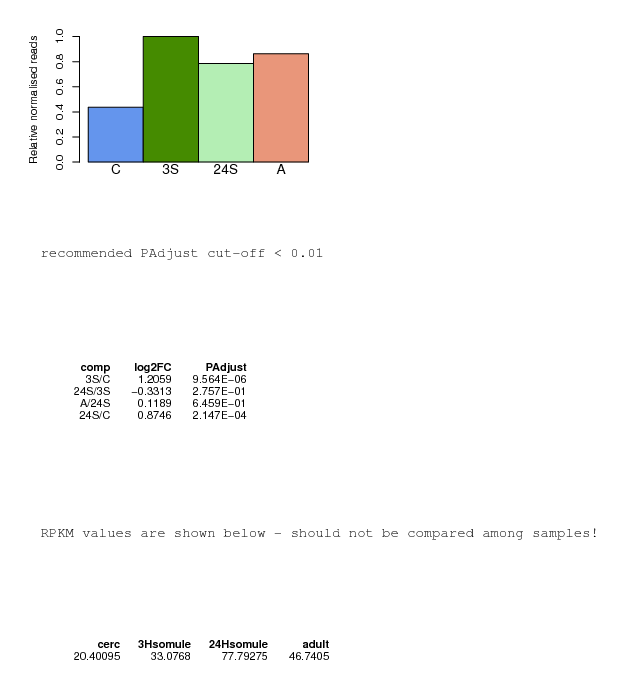 Relative normalised reads
1.0
0.8
0.6
0.4
0.2
0.0
C 3S 24S A
recommended PAdjust cut-off < 0.01
comp log2FC PAdjust
3S/C 1.2059 9.564E-06
24S/3S -0.3313 2.757E-01
A/24S 0.1189 6.459E-01
24S/C 0.8746 2.147E-04
RPKM values are shown below - should not be compared among samples!
cerc 3Hsomule 24Hsomule adult
20.40095 33.0768 77.79275 46.7405